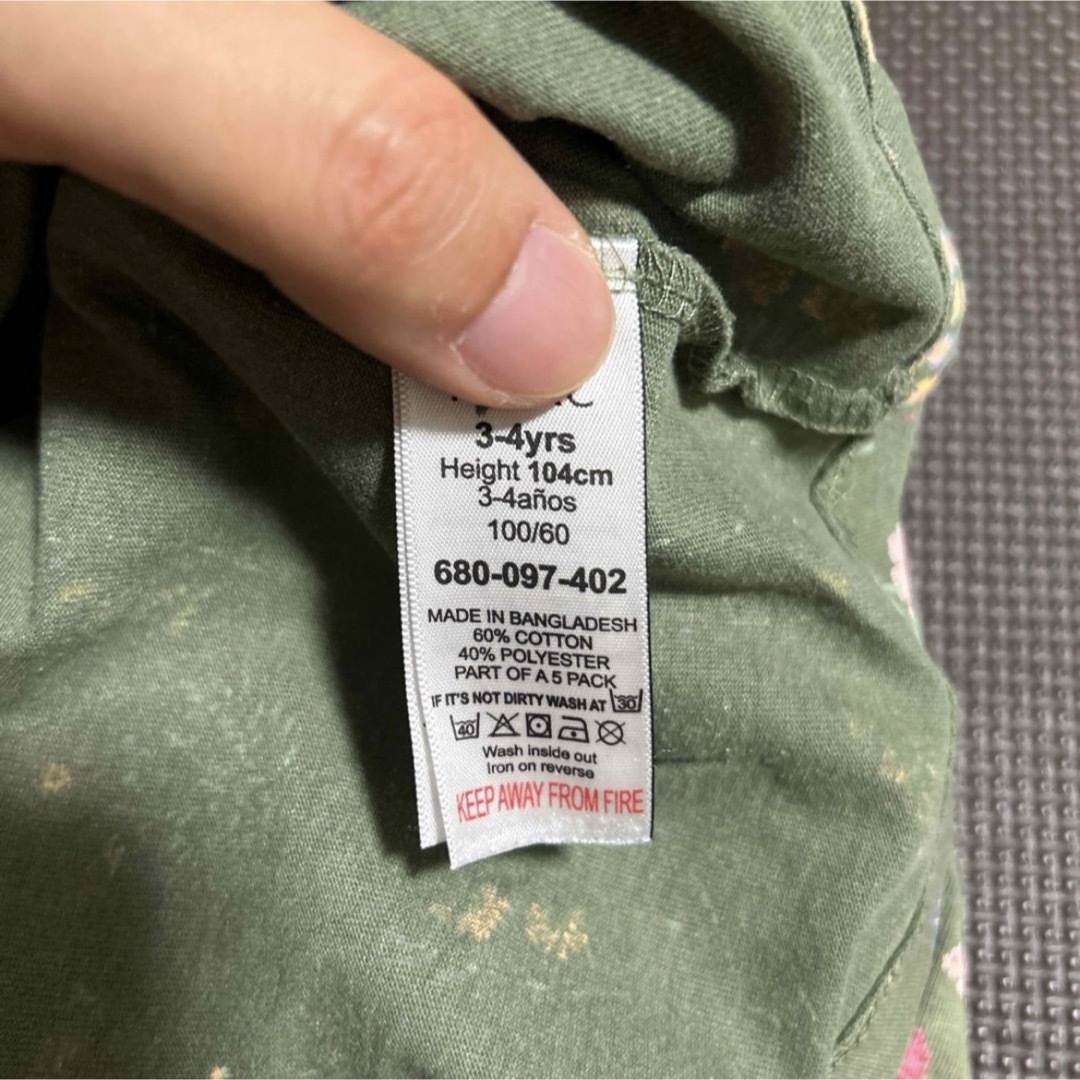 3-4yrs
Height 104cm
3-4años
100/60
680-097-402
MADE IN BANGLADESH
60% COTTON
40% POLYESTER
PART OF A 5 PACK
IF IT'S NOT DIRTY WASH AT 30
40
Wash inside out
Iron on reverse
KEEP AWAY FROM FIRE